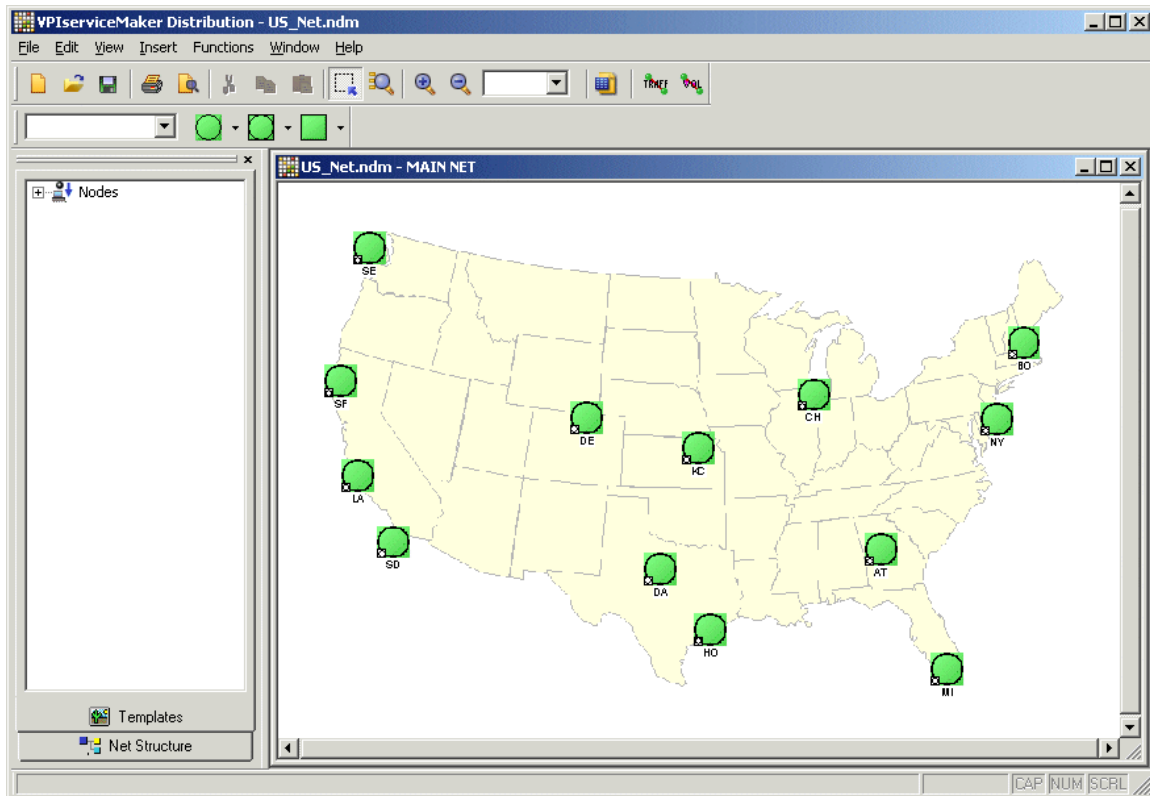 VPIserviceMaker Distribution - US_Net.ndm
File Edit View Insert Functions Window Help
TRAFF VQL
US_Net.ndm - MAIN NET
Nodes
SE
BO
SF
CH
DE
NY
KC
LA
SD
AT
DA
HO
MI
Templates
Net Structure
CAP NUM SCRL